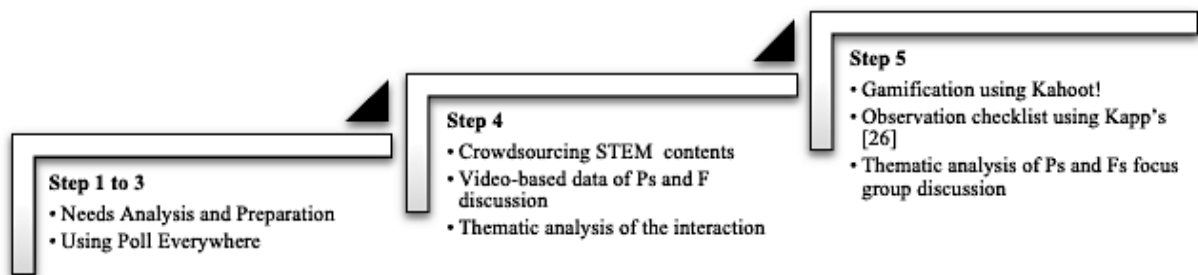 Step 1 to 3
• Needs Analysis and Preparation
• Using Poll Everywhere
Step 4
• Crowdsourcing STEM contents
• Video-based data of Ps and F
discussion
• Thematic analysis of the interaction
Step 5
• Gamification using Kahoot!
• Observation checklist using Kapp's
[26]
• Thematic analysis of Ps and Fs focus
group discussion